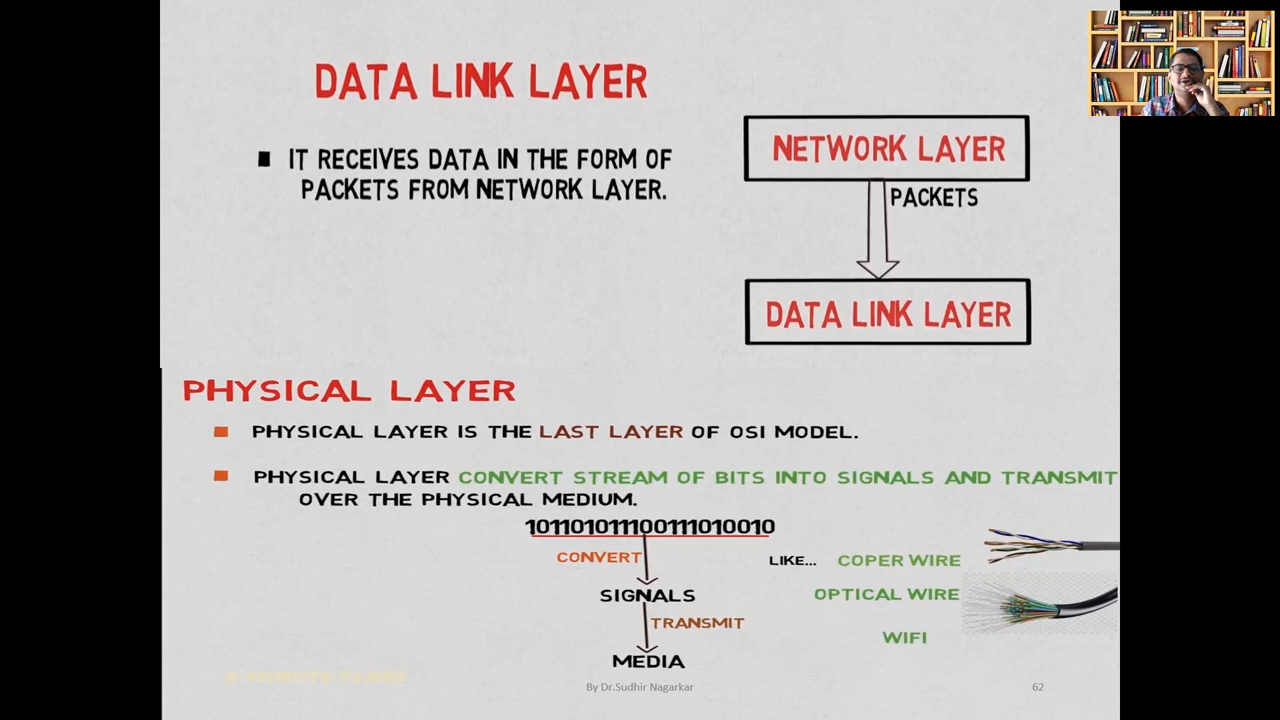 DATA LINK LAYER
■ IT RECEIVES DATA IN THE FORM OF
PACKETS FROM NETWORK LAYER.
NETWORK LAYER
PACKETS
DATA LINK LAYER
PHYSICAL LAYER
■ PHYSICAL LAYER IS THE LAST LAYER OF OSI MODEL.
■ PHYSICAL LAYER CONVERT STREAM OF BITS INTO SIGNALS AND TRANSMIT
OVER THE PHYSICAL MEDIUM.
10110101110011101 0010
CONVERT
SIGNALS
TRANSMIT
MEDIA
LIKE... COPER WIRE
OPTICAL WIRE
WIFI
By Dr.Sudhir Nagarkar
62